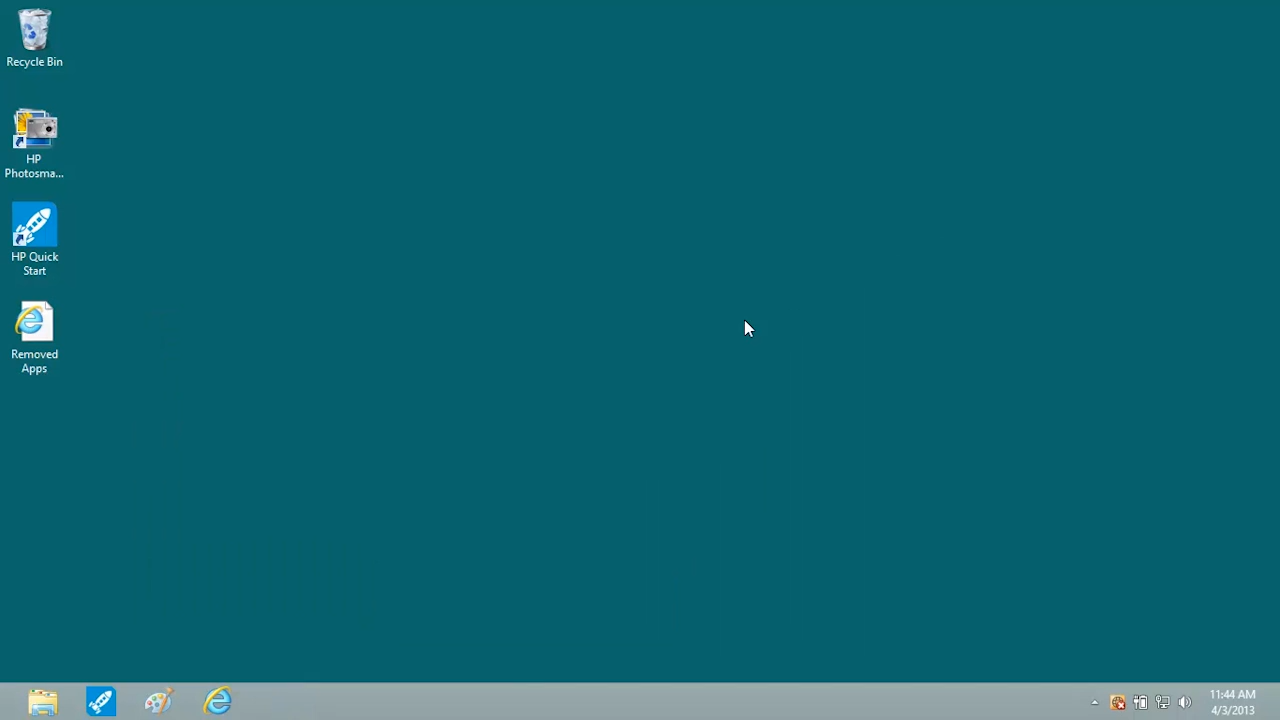 Recycle Bin
HP
Photosma...
HP Quick
Start
Removed
Apps
11:44 AM
4/3/2013